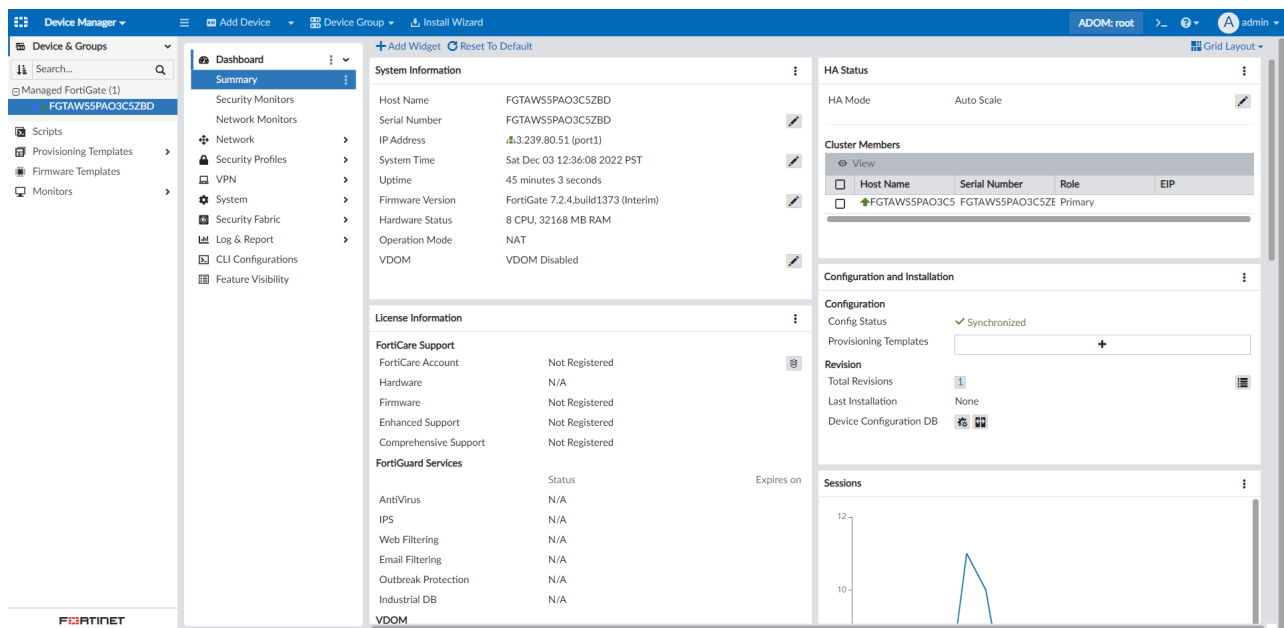 Device Manager
Add Device
Device Group
Install Wizard
ADOM: root
>_
?
A admin
Device & Groups
Search...
Managed FortiGate (1)
FGTAWS5PAO3C5ZBD
Scripts
Provisioning Templates
Firmware Templates
Monitors
FORTINET
Dashboard
Summary
Security Monitors
Network Monitors
Network
Security Profiles
VPN
System
Security Fabric
Log & Report
CLI Configurations
Feature Visibility
Add Widget Reset To Default
Grid Layout
System Information
Host Name FGTAWS5PAO3C5ZBD
Serial Number FGTAWS5PAO3C5ZBD
IP Address 3.239.80.51 (port1)
System Time Sat Dec 03 12:36:08 2022 PST
Uptime 45 minutes 3 seconds
Firmware Version FortiGate 7.2.4,build1373 (Interim)
Hardware Status 8 CPU, 32168 MB RAM
Operation Mode NAT
VDOM VDOM Disabled
License Information
FortiCare Support
FortiCare Account Not Registered
Hardware N/A
Firmware Not Registered
Enhanced Support Not Registered
Comprehensive Support Not Registered
FortiGuard Services
Status Expires on
AntiVirus N/A
IPS N/A
Web Filtering N/A
Email Filtering N/A
Outbreak Protection N/A
Industrial DB N/A
VDOM
HA Status
HA Mode Auto Scale
Cluster Members
View
Host Name Serial Number Role EIP
FGTAWS5PAO3C5 FGTAWS5PAO3C5ZE Primary
Configuration and Installation
Configuration
Config Status Synchronized
Provisioning Templates +
Revision
Total Revisions 1
Last Installation None
Device Configuration DB
Sessions
12
10